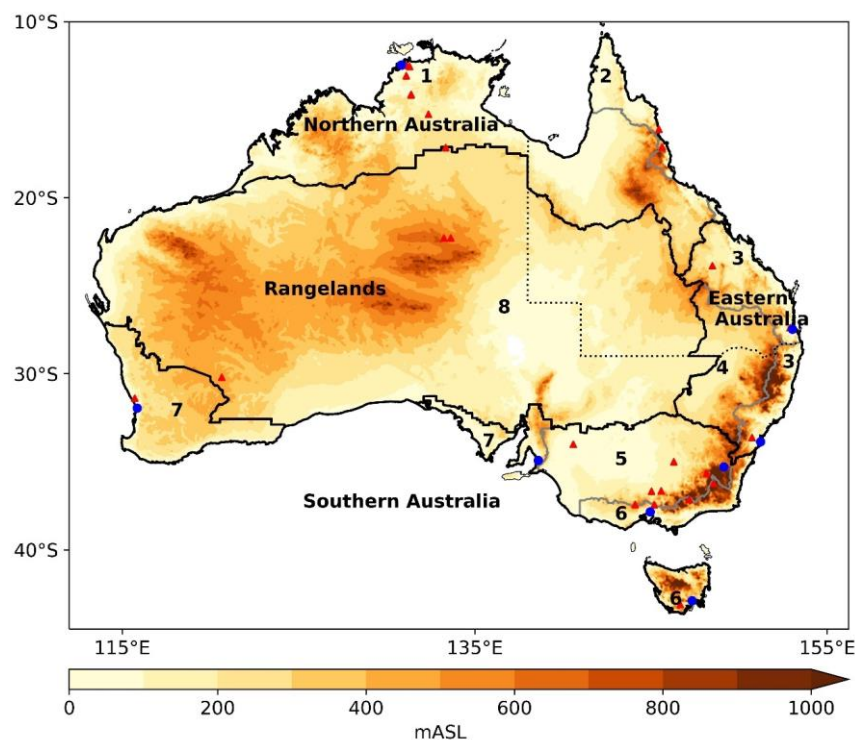 10°S
1
2
Northern Australia
20°S
3
Rangelands
8
Eastern
Australia
30°S
4
3
7
7
5
Southern Australia
6
40°S
6
115°E
135°E
155°E
0
200
400
600
800
1000
mASL